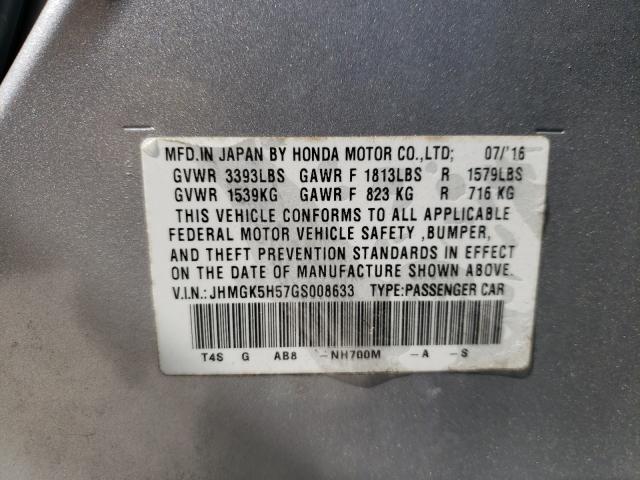 MFD.IN JAPAN BY HONDA MOTOR CO.,LTD; 07/'16
GVWR 3393LBS GAWR F 1813LBS R 1579LBS
GVWR 1539KG GAWR F 823 KG R 716 KG
THIS VEHICLE CONFORMS TO ALL APPLICABLE
FEDERAL MOTOR VEHICLE SAFETY ,BUMPER,
AND THEFT PREVENTION STANDARDS IN EFFECT
ON THE DATE OF MANUFACTURE SHOWN ABOVE.
V.I.N.:JHMGK5H57GS008633 TYPE:PASSENGER CAR
T4S G AB8 -NH700M -A -S